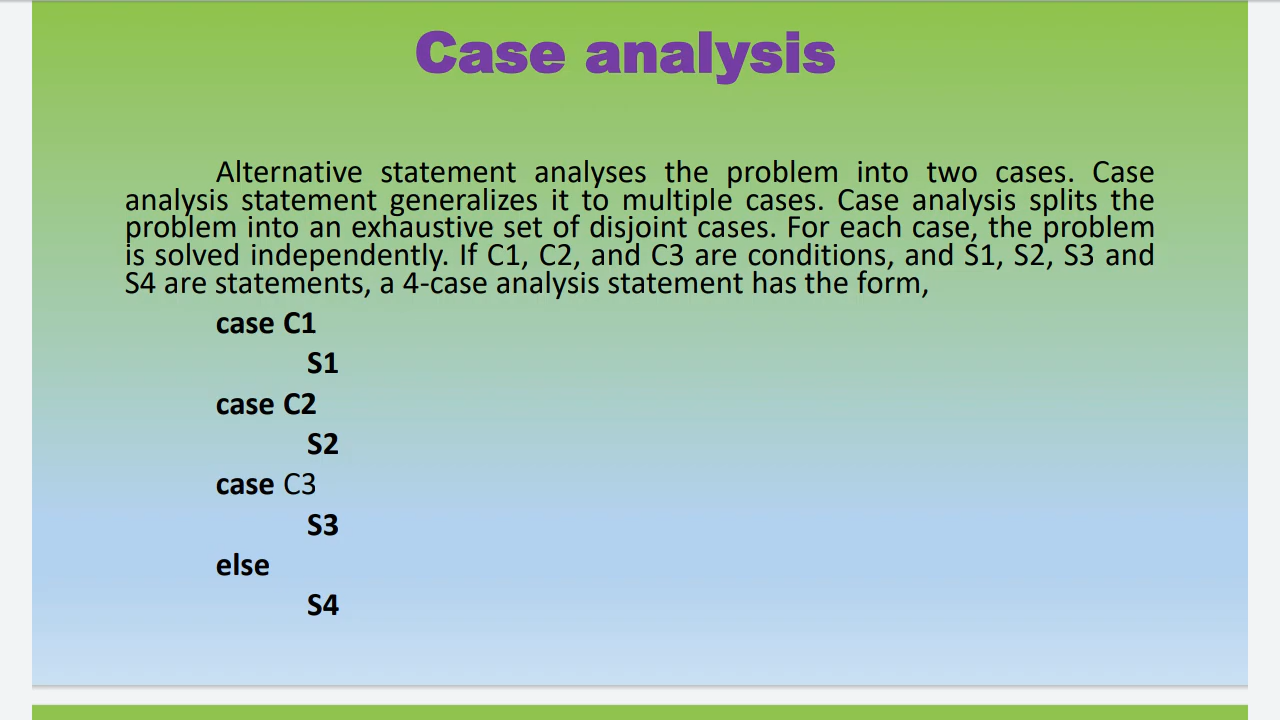 Case analysis
Alternative statement analyses the problem into two cases. Case
analysis statement generalizes it to multiple cases. Case analysis splits the
problem into an exhaustive set of disjoint cases. For each case, the problem
is solved independently. If C1, C2, and C3 are conditions, and S1, S2, S3 and
S4 are statements, a 4-case analysis statement has the form,
case C1
S1
case C2
S2
case C3
S3
else
S4